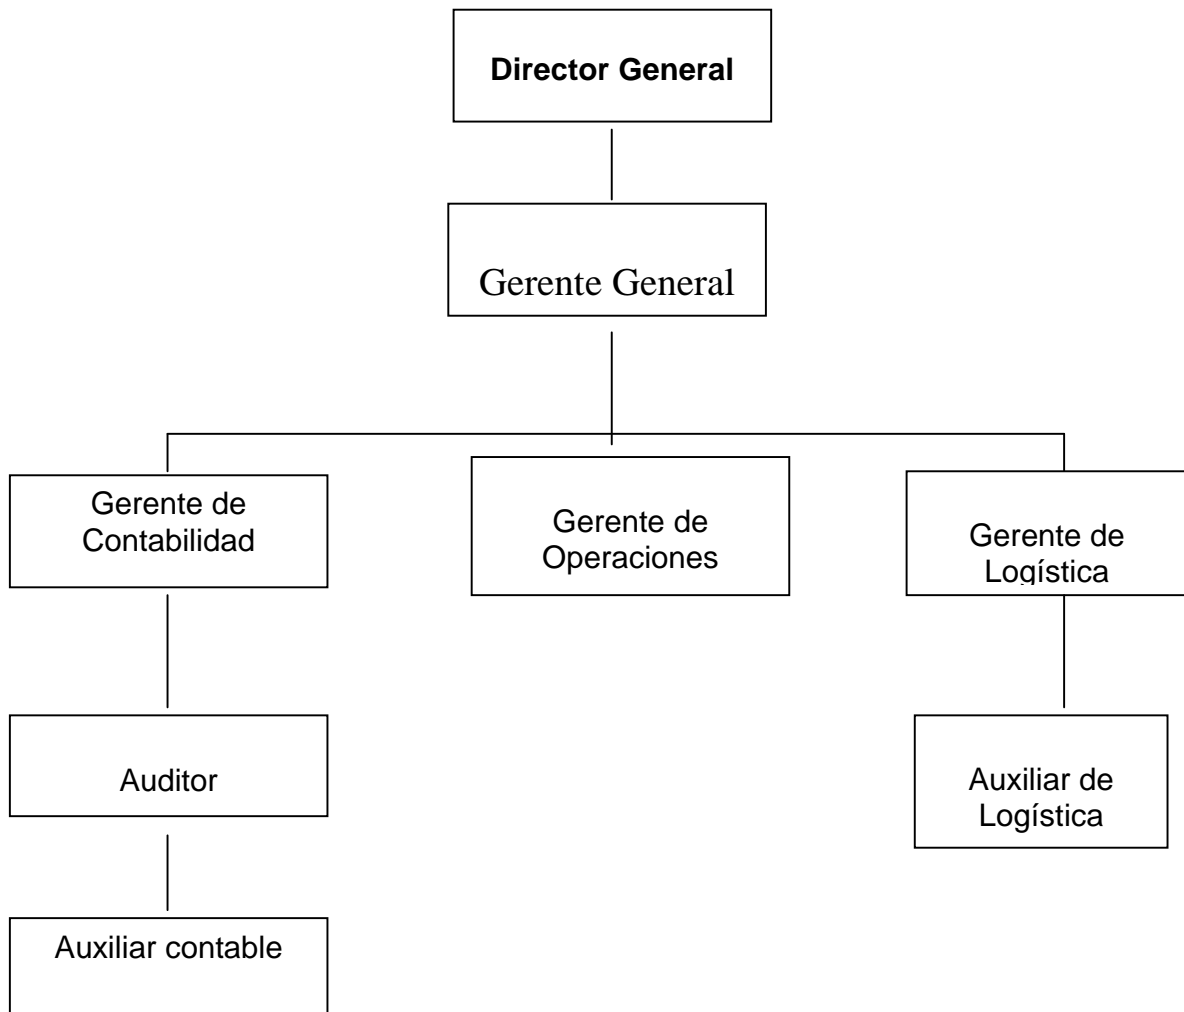 Director General
Gerente General
Gerente de
Contabilidad
Gerente de
Operaciones
Gerente de
Logística
Auditor
Auxiliar de
Logística
Auxiliar contable